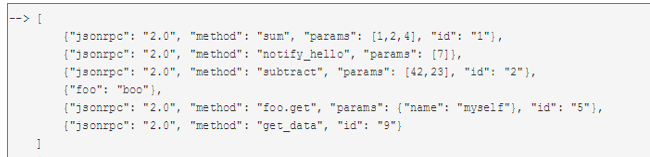 --> [
{"jsonrpc": "2.0", "method": "sum", "params": [1,2,4], "id": "1"},
{"jsonrpc": "2.0", "method": "notify_hello", "params": [7]},
{"jsonrpc": "2.0", "method": "subtract", "params": [42,23], "id": "2"},
{"foo": "boo"},
{"jsonrpc": "2.0", "method": "foo.get", "params": {"name": "myself"}, "id": "5"},
{"jsonrpc": "2.0", "method": "get_data", "id": "9"}
]